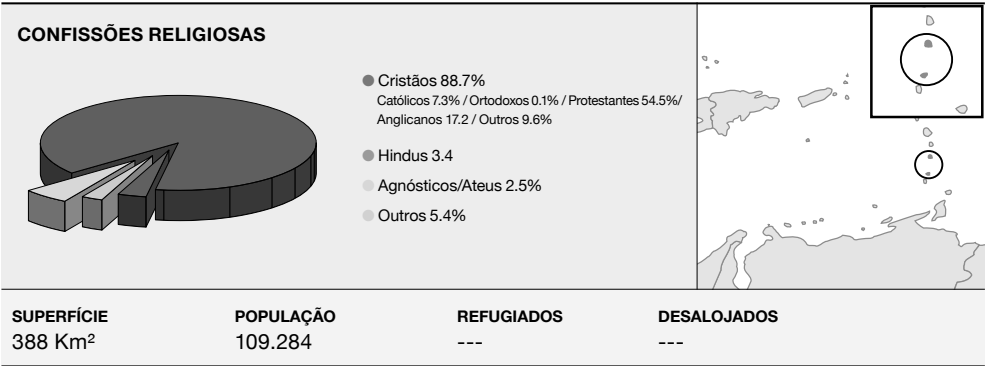 CONFISSÕES RELIGIOSAS
Cristãos 88.7%
Católicos 7.3% / Ortodoxos 0.1% / Protestantes 54.5%/
Anglicanos 17.2 / Outros 9.6%
Hindus 3.4
Agnósticos/Ateus 2.5%
Outros 5.4%
SUPERFÍCIE
388 Km²
POPULAÇÃO
109.284
REFUGIADOS
---
DESALOJADOS
---